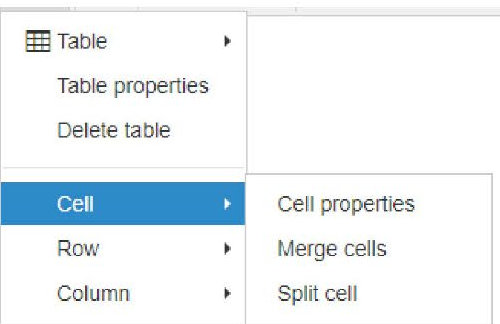 Table
Table properties
Delete table
Cell
Row
Column
Cell properties
Merge cells
Split cell